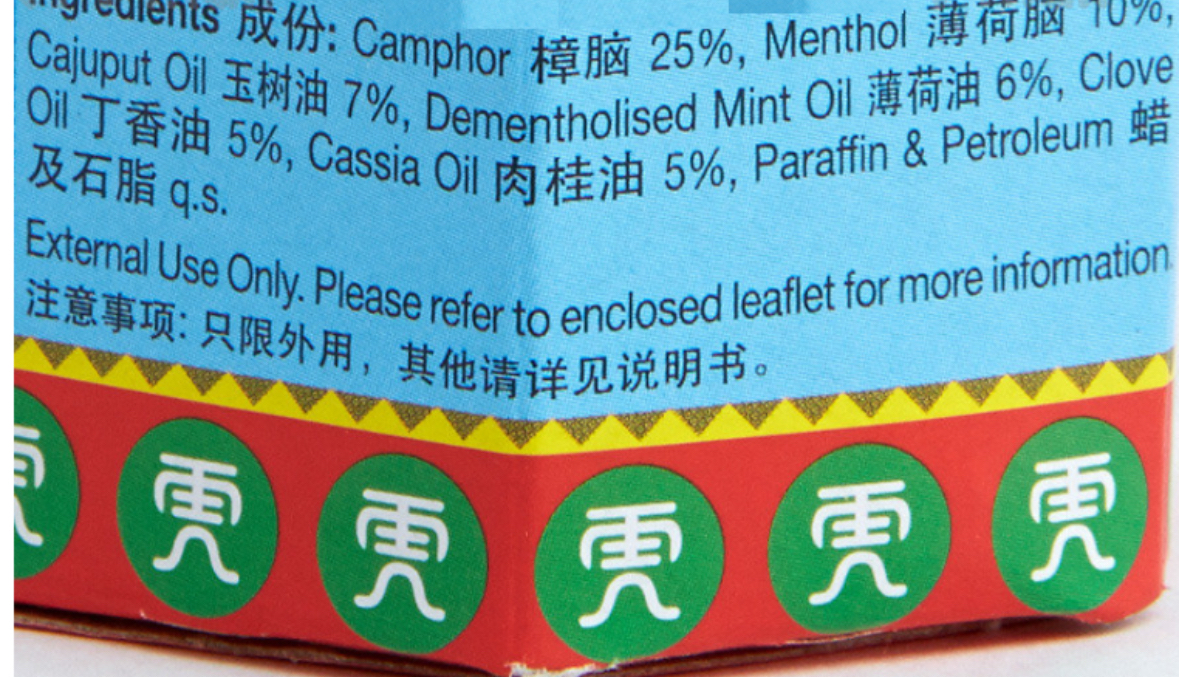 Ingredients 成份: Camphor 樟脑 25%, Menthol 薄荷脑 10%,
Cajuput Oil 玉树油 7%, Dementholised Mint Oil 薄荷油 6%, Clove
Oil 丁香油 5%, Cassia Oil 肉桂油 5%, Paraffin & Petroleum 蜡
及石脂 q.s.
External Use Only. Please refer to enclosed leaflet for more information.
注意事项: 只限外用，其他请详见说明书。